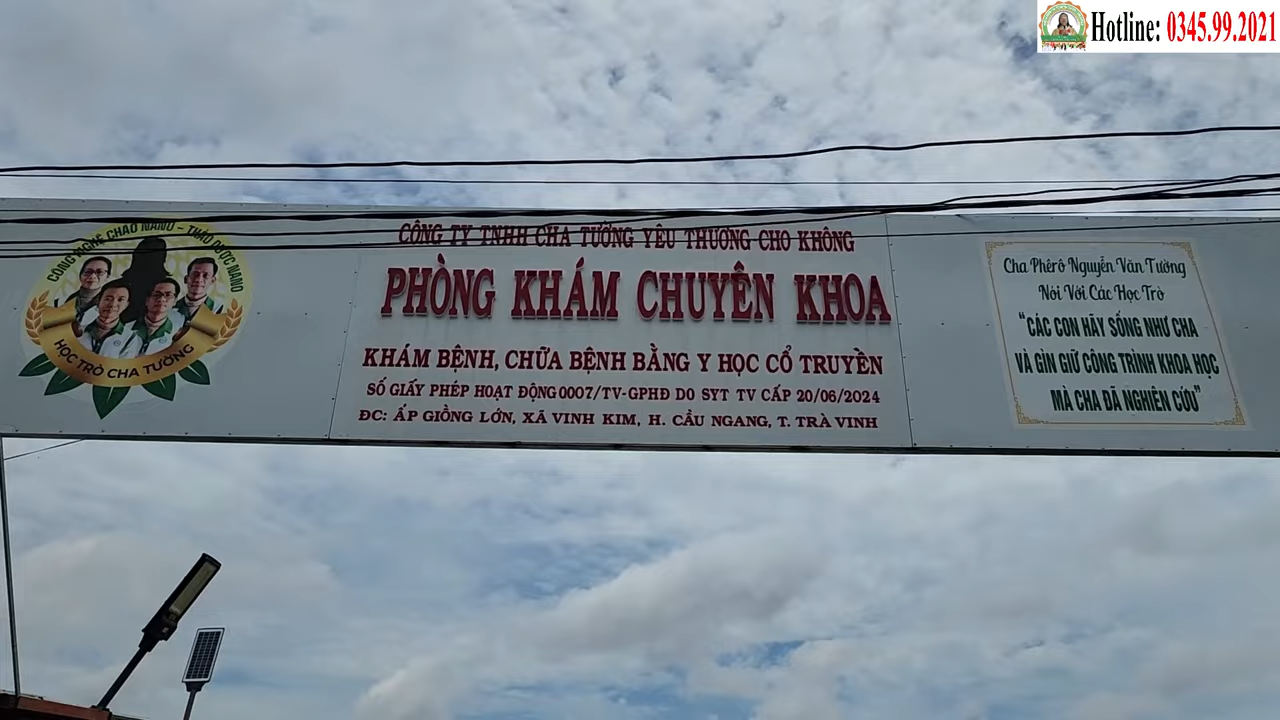 Hotline: 0345.99.2021
CÔNG NGHỆ CHÁO NANO - THẢO DƯỢC NANO
HỌC TRÒ CHA TƯỜNG
CÔNG TY TNHH CHA TƯỜNG YÊU THƯƠNG CHO KHÔNG
PHÒNG KHÁM CHUYÊN KHOA
KHÁM BỆNH, CHỮA BỆNH BẰNG Y HỌC CỔ TRUYỀN
SỐ GIẤY PHÉP HOẠT ĐỘNG 0007/TV-GPHĐ DO SYT TV CẤP 20/06/2024
ĐC: ẤP GIỒNG LỚN, XÃ VINH KIM, H. CẦU NGANG, T. TRÀ VINH
Cha Phêrô Nguyễn Văn Tường
Nói Với Các Học Trò
"CÁC CON HÃY SỐNG NHƯ CHA
VÀ GÌN GIỮ CÔNG TRÌNH KHOA HỌC
MÀ CHA ĐÃ NGHIÊN CỨU"